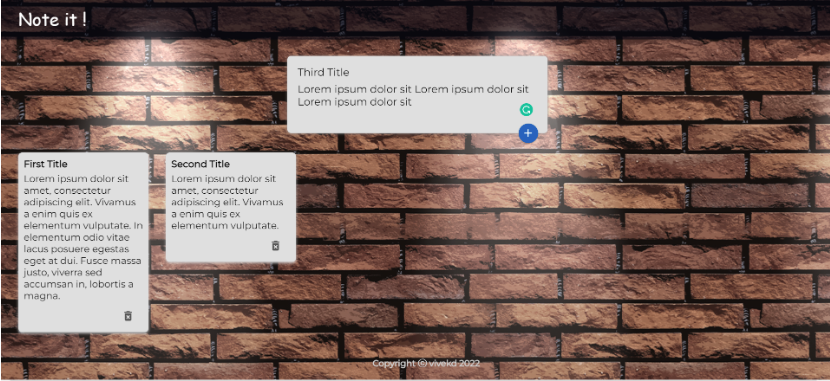 Note it !
Third Title
Lorem ipsum dolor sit Lorem ipsum dolor sit
Lorem ipsum dolor sit
First Title
Lorem ipsum dolor sit
amet, consectetur
adipiscing elit. Vivamus
a enim quis ex
elementum vulputate. In
elementum odio vitae
lacus posuere egestas
eget at dui. Fusce massa
justo, viverra sed
accumsan in, lobortis a
magna.
Second Title
Lorem ipsum dolor sit
amet, consectetur
adipiscing elit. Vivamus
a enim quis ex
elementum vulputate.
Copyright ⓒ vivekd 2022